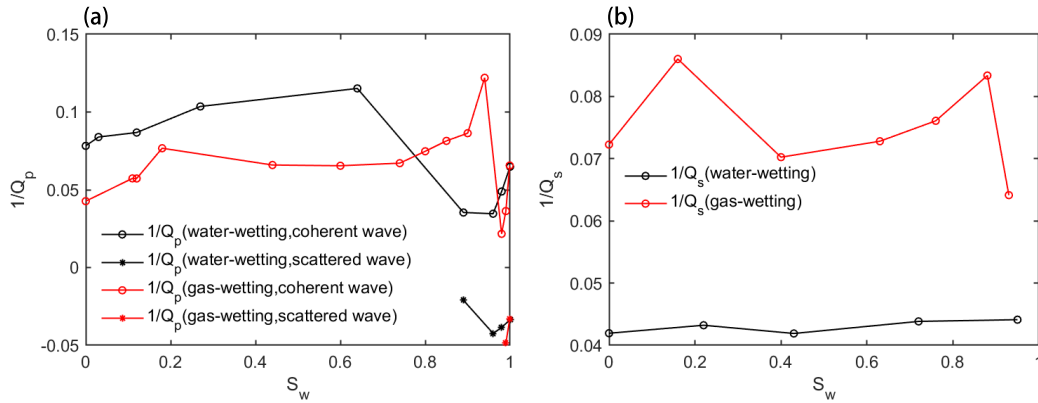 (a)
0.15
0.1
0.05
0
-0.05
1/Q_p
1/Q_p(water-wetting,coherent wave)
1/Q_p(water-wetting,scattered wave)
1/Q_p(gas-wetting,coherent wave)
1/Q_p(gas-wetting,scattered wave)
0 0.2 0.4 0.6 0.8 1
S_w
(b)
0.09
0.08
0.07
0.06
0.05
0.04
1/Q_s
1/Q_s(water-wetting)
1/Q_s(gas-wetting)
0 0.2 0.4 0.6 0.8 1
S_w